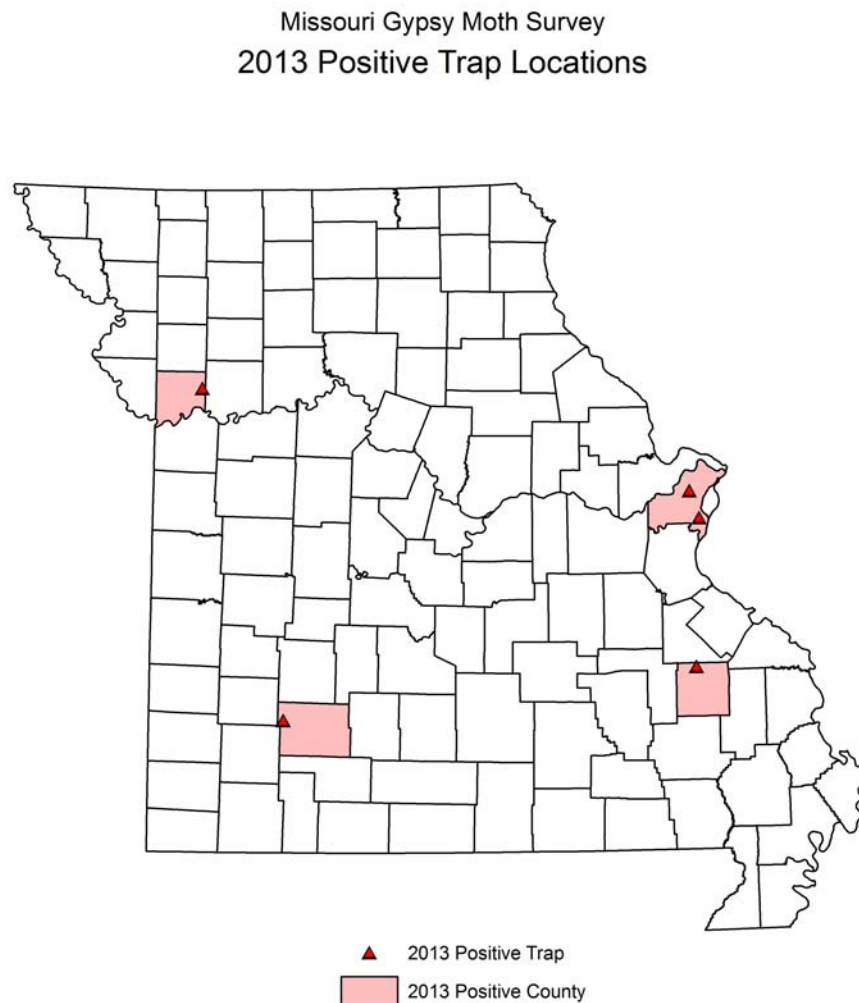 Missouri Gypsy Moth Survey
2013 Positive Trap Locations
2013 Positive Trap
2013 Positive County